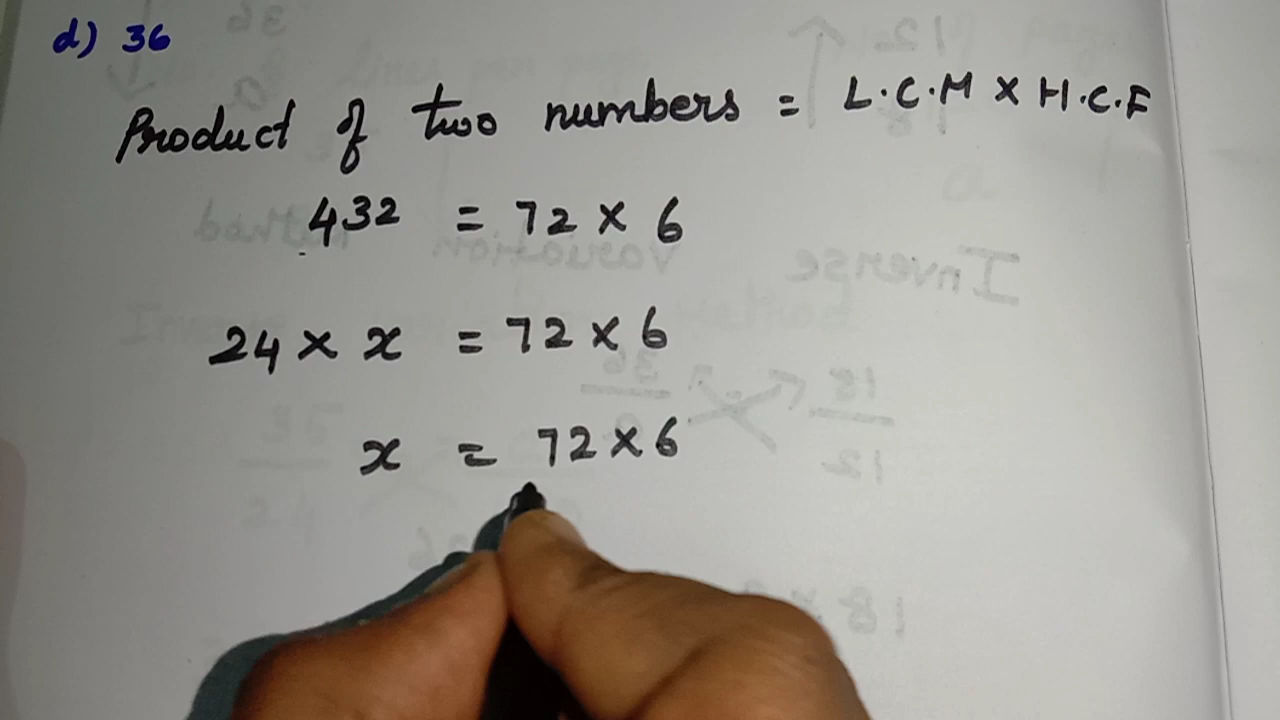 d) 36
Product of two numbers = L.C.M × H.C.F
432 = 72 × 6
24 × x = 72 × 6
x = 72 × 6